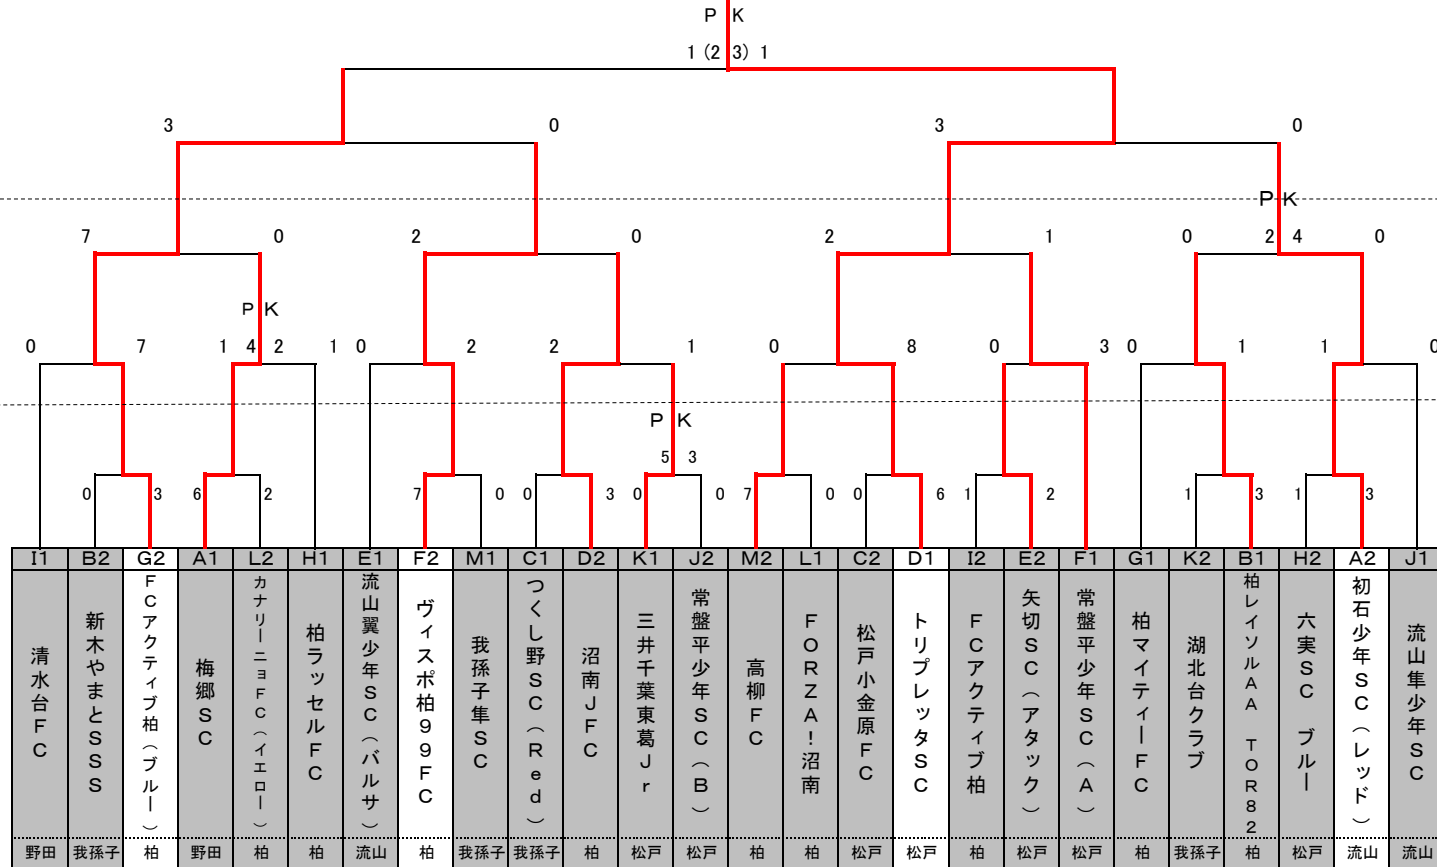 P K
1 (2 3) 1
3 0 3 0
P K
7 0 2 0 2 1 0 2 4 0
P K
0 7 1 4 2 1 0 2 2 1 0 8 0 3 0 1 1 0
P K
5 3
0 3 6 2 7 0 0 3 0 0 7 0 0 6 1 2 1 3 1 3
I1 B2 G2 A1 L2 H1 E1 F2 M1 C1 D2 K1 J2 M2 L1 C2 D1 I2 E2 F1 G1 K2 B1 H2 A2 J1
清水台FC
新木やまとSSS
FCアクティブ柏(ブルー)
梅郷SC
カナリーニョFC(イエロー)
柏ラッセルFC
流山翼少年SC(バルサ)
ヴィスポ柏99FC
我孫子隼SC
つくし野SC(Red)
沼南JFC
三井千葉東葛Jr
常盤平少年SC(B)
高柳FC
FORZA!沼南
松戸小金原FC
トリプレッタSC
FCアクティブ柏
矢切SC(アタック)
常盤平少年SC(A)
柏マイティーFC
湖北台クラブ
柏レイソルAA TOR82
六実SC ブルー
初石少年SC(レッド)
流山隼少年SC
野田 我孫子 柏 野田 柏 柏 流山 柏 我孫子 我孫子 柏 松戸 松戸 柏 柏 松戸 松戸 柏 松戸 松戸 柏 我孫子 柏 松戸 流山 流山